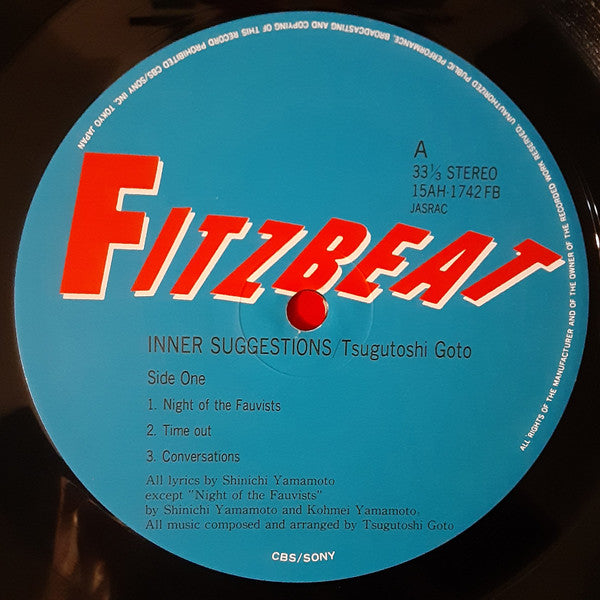 ALL RIGHTS OF THE MANUFACTURER AND OF THE OWNER OF THE RECORDED WORK RESERVED. UNAUTHORIZED PUBLIC PERFORMANCE, BROADCASTING AND COPYING OF THIS RECORD PROHIBITED CBS/SONY INC. TOKYO JAPAN
A
33 1/3 STEREO
15AH-1742 FB
JASRAC
FITZBEAT
INNER SUGGESTIONS/Tsugutoshi Goto
Side One
1. Night of the Fauvists
2. Time out
3. Conversations
All lyrics by Shinichi Yamamoto
except "Night of the Fauvists"
by Shinichi Yamamoto and Kohmei Yamamoto.
All music composed and arranged by Tsugutoshi Goto
CBS/SONY